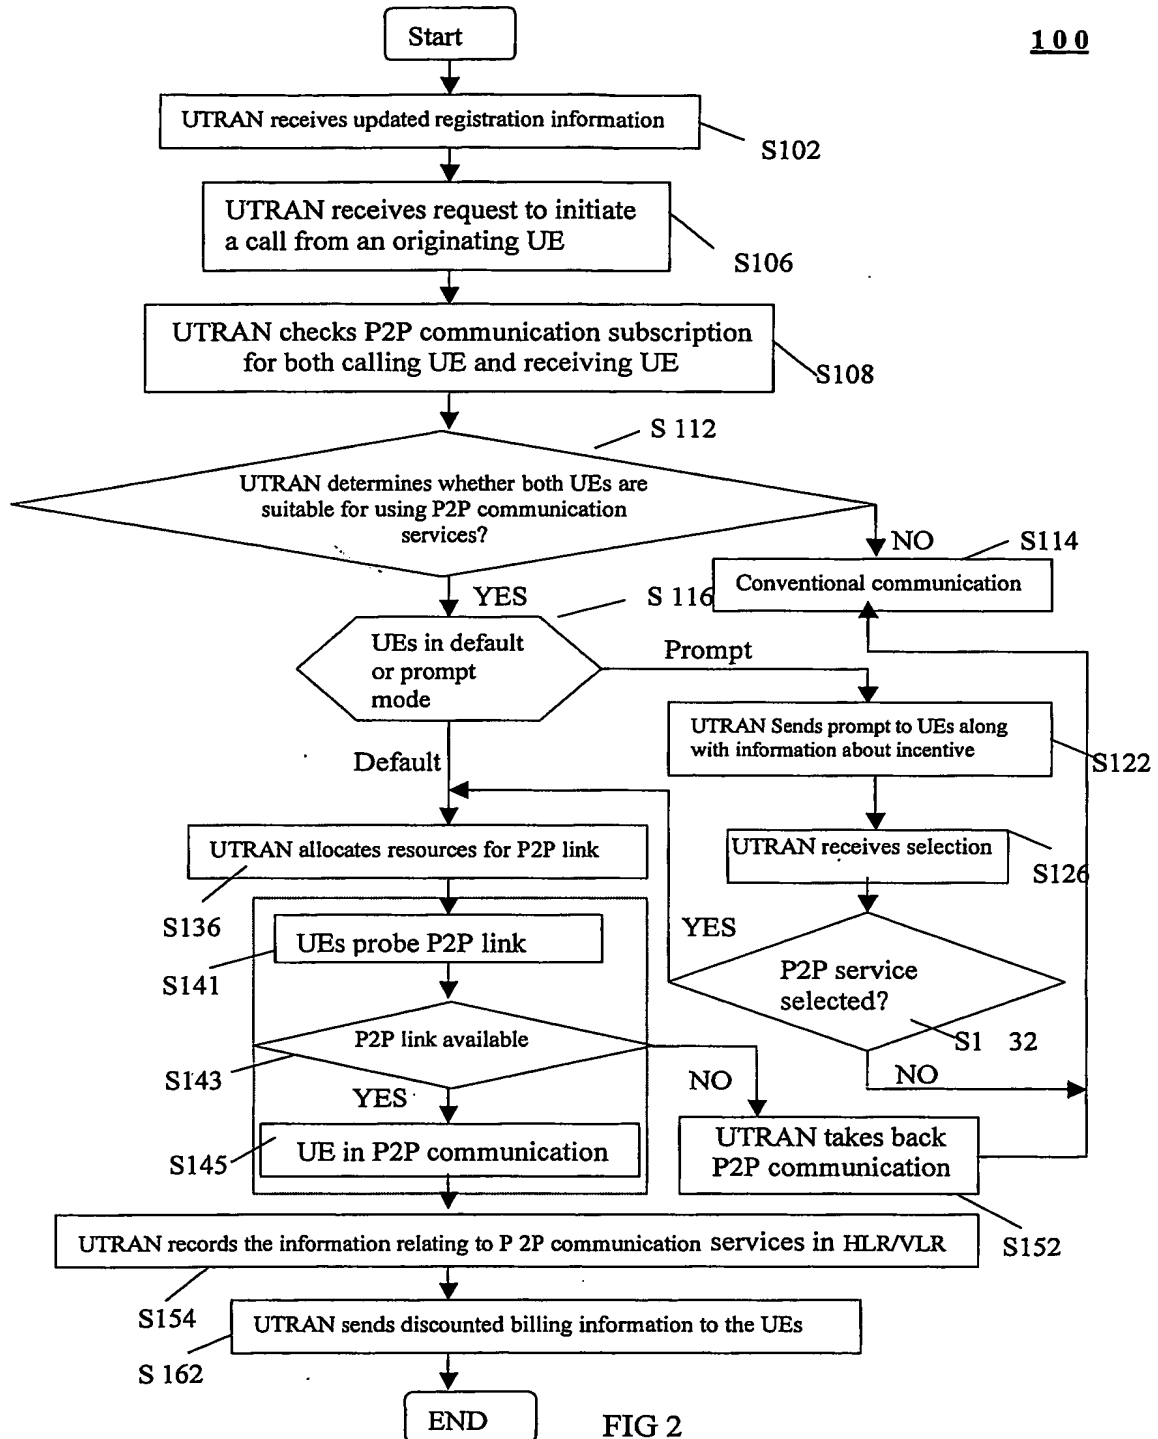 Start
100
UTRAN receives updated registration information
S102
UTRAN receives request to initiate
a call from an originating UE
S106
UTRAN checks P2P communication subscription
for both calling UE and receiving UE
S108
S 112
UTRAN determines whether both UEs are
suitable for using P2P communication
services?
NO
S114
Conventional communication
YES
S 116
UEs in default
or prompt
mode
Prompt
UTRAN Sends prompt to UEs along
with information about incentive
S122
Default
UTRAN allocates resources for P2P link
S136
UTRAN receives selection
S126
YES
P2P service
selected?
S1 32
NO
UEs probe P2P link
S141
P2P link available
S143
NO
YES
UE in P2P communication
S145
UTRAN takes back
P2P communication
S152
UTRAN records the information relating to P 2P communication services in HLR/VLR
S154
UTRAN sends discounted billing information to the UEs
S 162
END
FIG 2